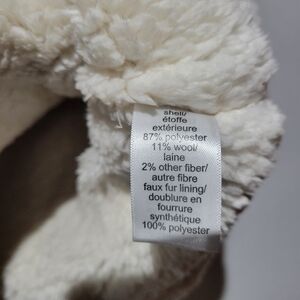 shell/
étoffe
extérieure
87% polyester
11% wool/
laine
2% other fiber/
autre fibre
faux fur lining/
doublure en
fourrure
synthétique
100% polyester